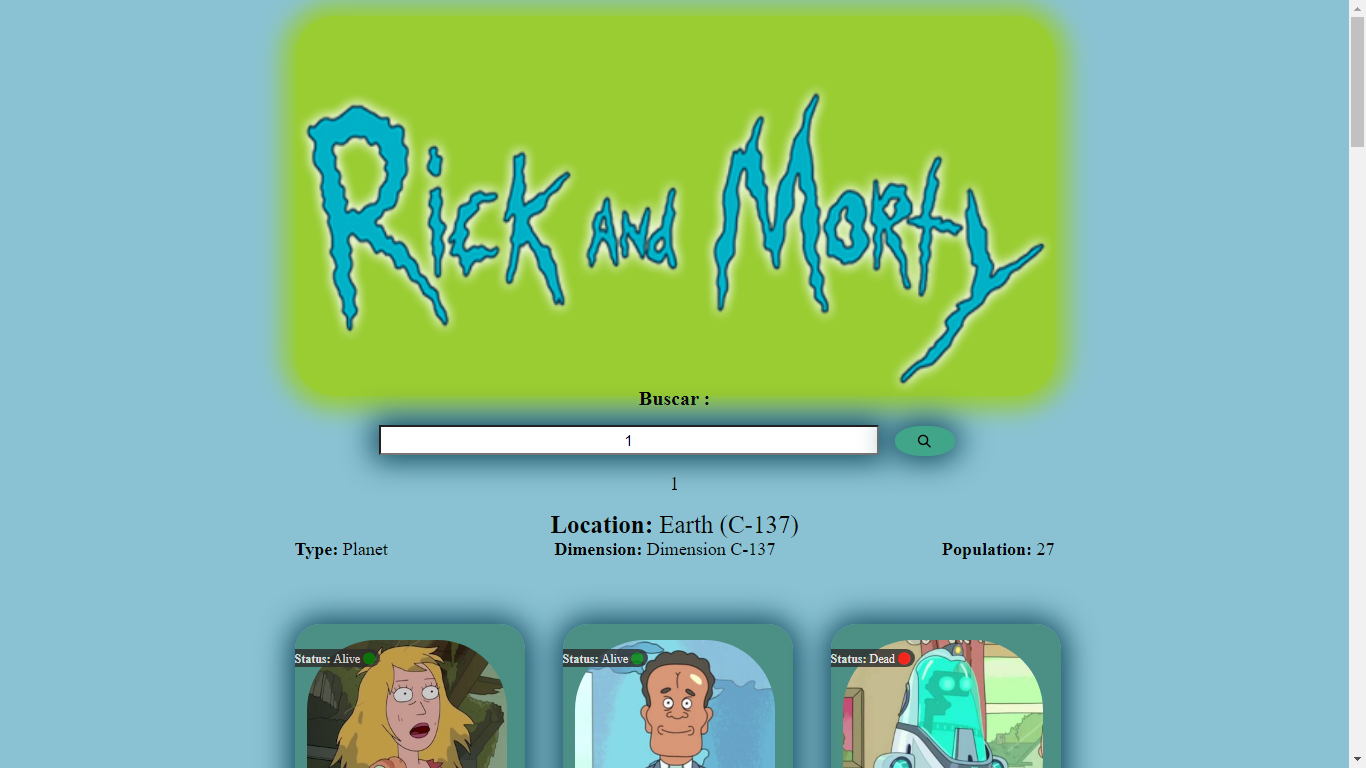 Rick and Morty
Buscar :
1
1
Location: Earth (C-137)
Type: Planet
Dimension: Dimension C-137
Population: 27
Status: Alive
Status: Alive
Status: Dead